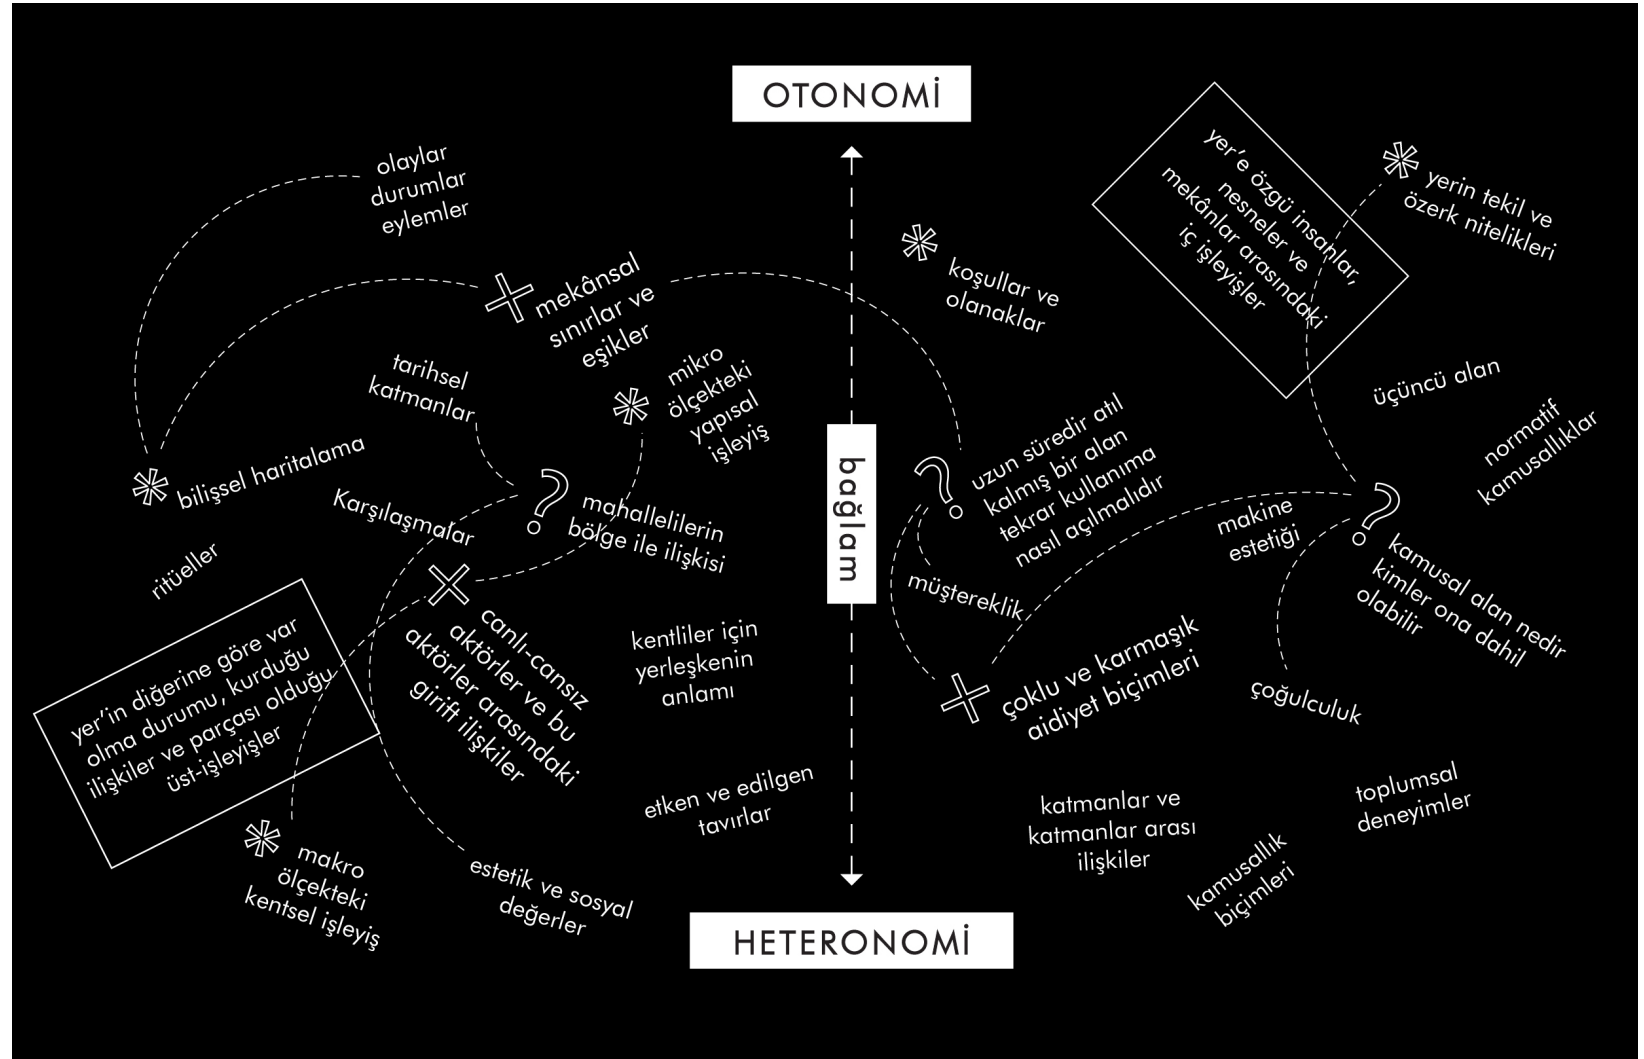 OTONOMİ
olaylar
durumlar
eylemler
yer'e özgü insanlar,
nesneler ve
mekânlar arasındaki
iç işleyişler
yerin tekil ve
özerk nitelikleri
koşullar ve
olanaklar
mekânsal
sınırlar ve
eşikler
tarihsel
katmanlar
mikro
ölçekteki
yapısal
işleyiş
üçüncü alan
normatif
kamusallıklar
bilişsel haritalama
Karşılaşmalar
mahallelilerin
bölge ile ilişkisi
bağlam
uzun süredir atıl
kalmış bir alan
tekrar kullanıma
nasıl açılmalıdır
makine
estetiği
kamusal alan nedir
kimler ona dahil
olabilir
ritüeller
müştereklik
canlı-cansız
aktörler ve bu
aktörler arasındaki
girift ilişkiler
kentliler için
yerleşkenin
anlamı
çoklu ve karmaşık
aidiyet biçimleri
çoğulculuk
yer'in diğerine göre var
olma durumu, kurduğu
ilişkiler ve parçası olduğu
üst-işleyişler
etken ve edilgen
tavırlar
katmanlar ve
katmanlar arası
ilişkiler
toplumsal
deneyimler
kamusallık
biçimleri
makro
ölçekteki
kentsel işleyiş
estetik ve sosyal
değerler
HETERONOMİ